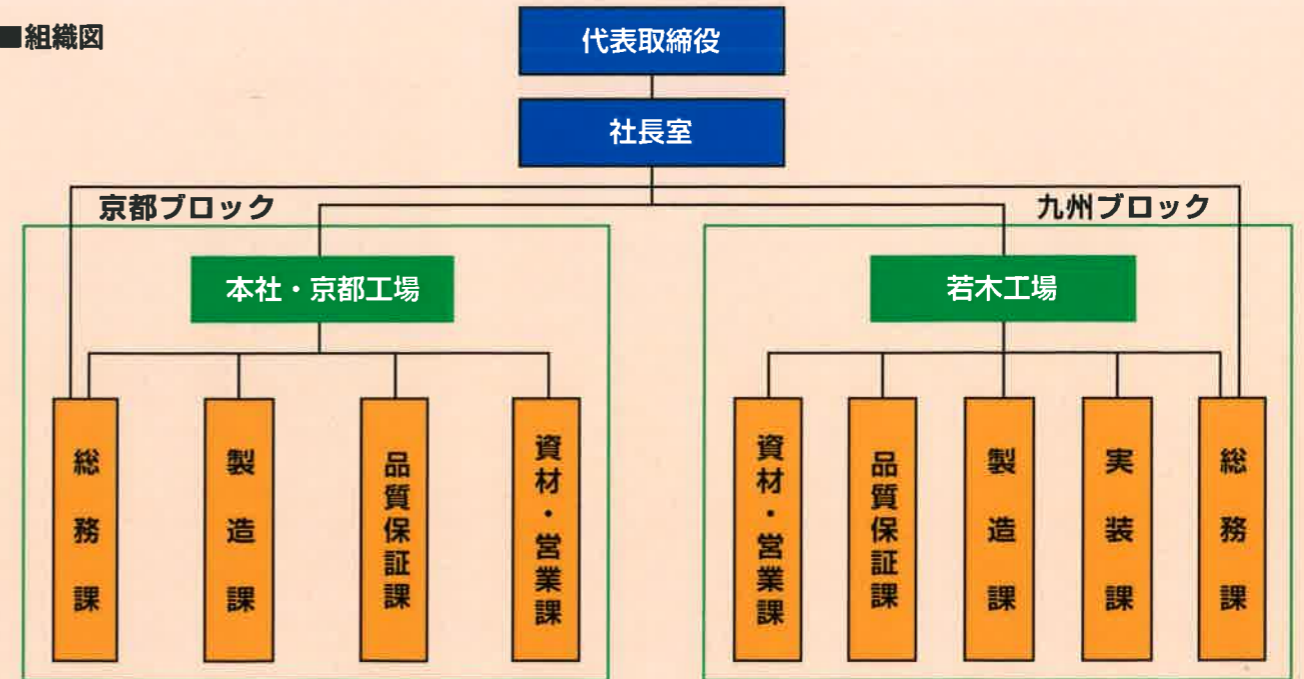 ■組織図
代表取締役
社長室
京都ブロック
九州ブロック
本社・京都工場
若木工場
総務課
製造課
品質保証課
資材・営業課
資材・営業課
品質保証課
製造課
実装課
総務課